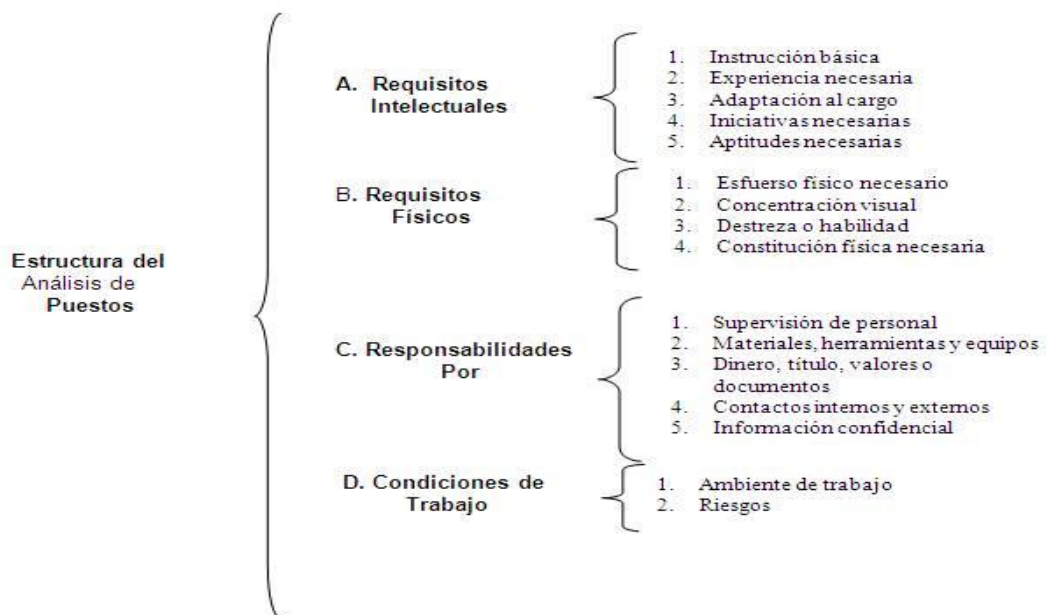 Estructura del
Análisis de
Puestos
A. Requisitos
Intelectuales
1. Instrucción básica
2. Experiencia necesaria
3. Adaptación al cargo
4. Iniciativas necesarias
5. Aptitudes necesarias
B. Requisitos
Físicos
1. Esfuerso físico necesario
2. Concentración visual
3. Destreza o habilidad
4. Constitución física necesaria
C. Responsabilidades
Por
1. Supervisión de personal
2. Materiales, herramientas y equipos
3. Dinero, título, valores o
documentos
4. Contactos internos y externos
5. Información confidencial
D. Condiciones de
Trabajo
1. Ambiente de trabajo
2. Riesgos